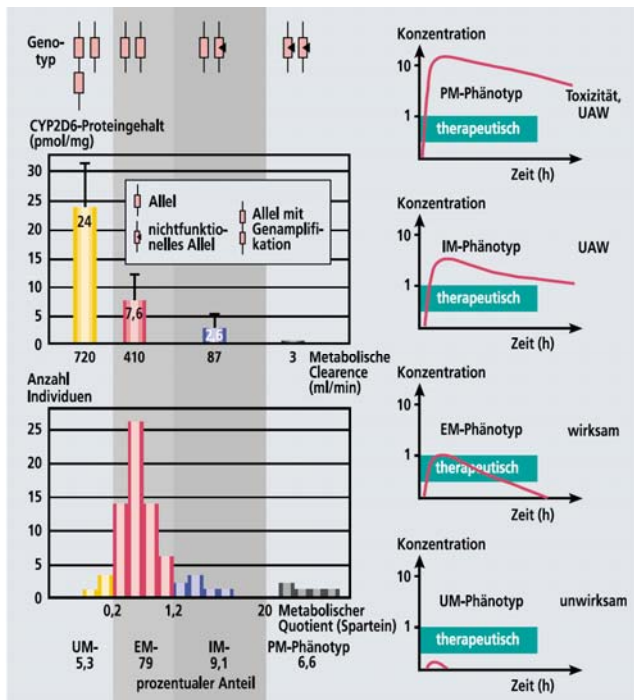 Geno-
typ
CYP2D6-Proteingehalt
(pmol/mg)
30
25
20
15
10
5
0
24
7,6
2,6
Allel
nichtfunktio-
nelles Allel
Allel mit
Genamplifi-
kation
720
410
87
3
Metabolische
Clearence
(ml/min)
Anzahl
Individuen
25
20
15
10
5
0
0,2
1,2
20
Metabolischer
Quotient (Spartein)
UM-
5,3
EM-
79
IM-
9,1
PM-Phänotyp
6,6
prozentualer Anteil
Konzentration
10
1
PM-Phänotyp
Toxizität,
UAW
therapeutisch
Zeit (h)
Konzentration
10
1
IM-Phänotyp
UAW
therapeutisch
Zeit (h)
Konzentration
10
1
EM-Phänotyp
wirksam
therapeutisch
Zeit (h)
Konzentration
10
1
UM-Phänotyp
unwirksam
therapeutisch
Zeit (h)